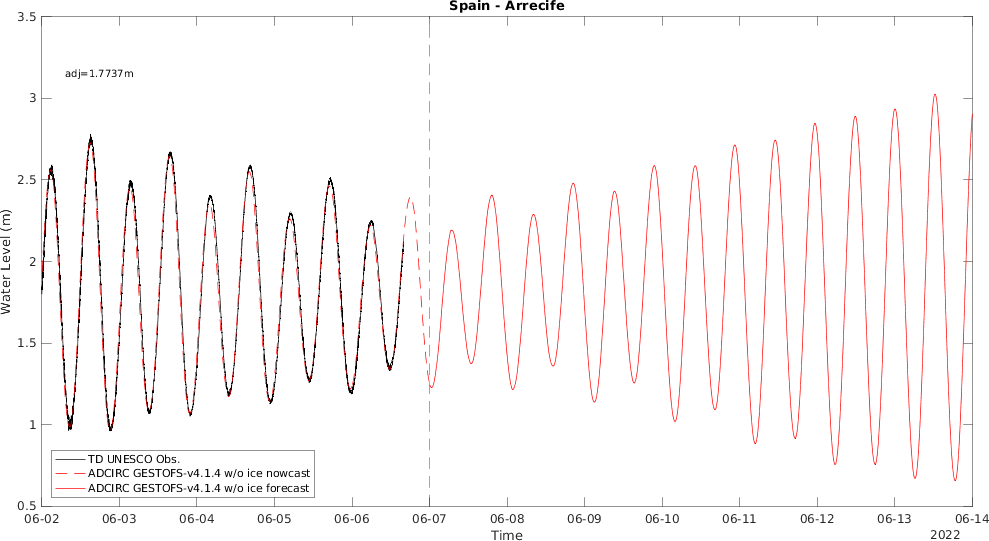 Spain - Arrecife
3.5
adj=1.7737m
3
2.5
2
1.5
1
0.5
Water Level (m)
TD UNESCO Obs.
ADCIRC GESTOFS-v4.1.4 w/o ice nowcast
ADCIRC GESTOFS-v4.1.4 w/o ice forecast
06-02 06-03 06-04 06-05 06-06 06-07 06-08 06-09 06-10 06-11 06-12 06-13 06-14
Time
2022